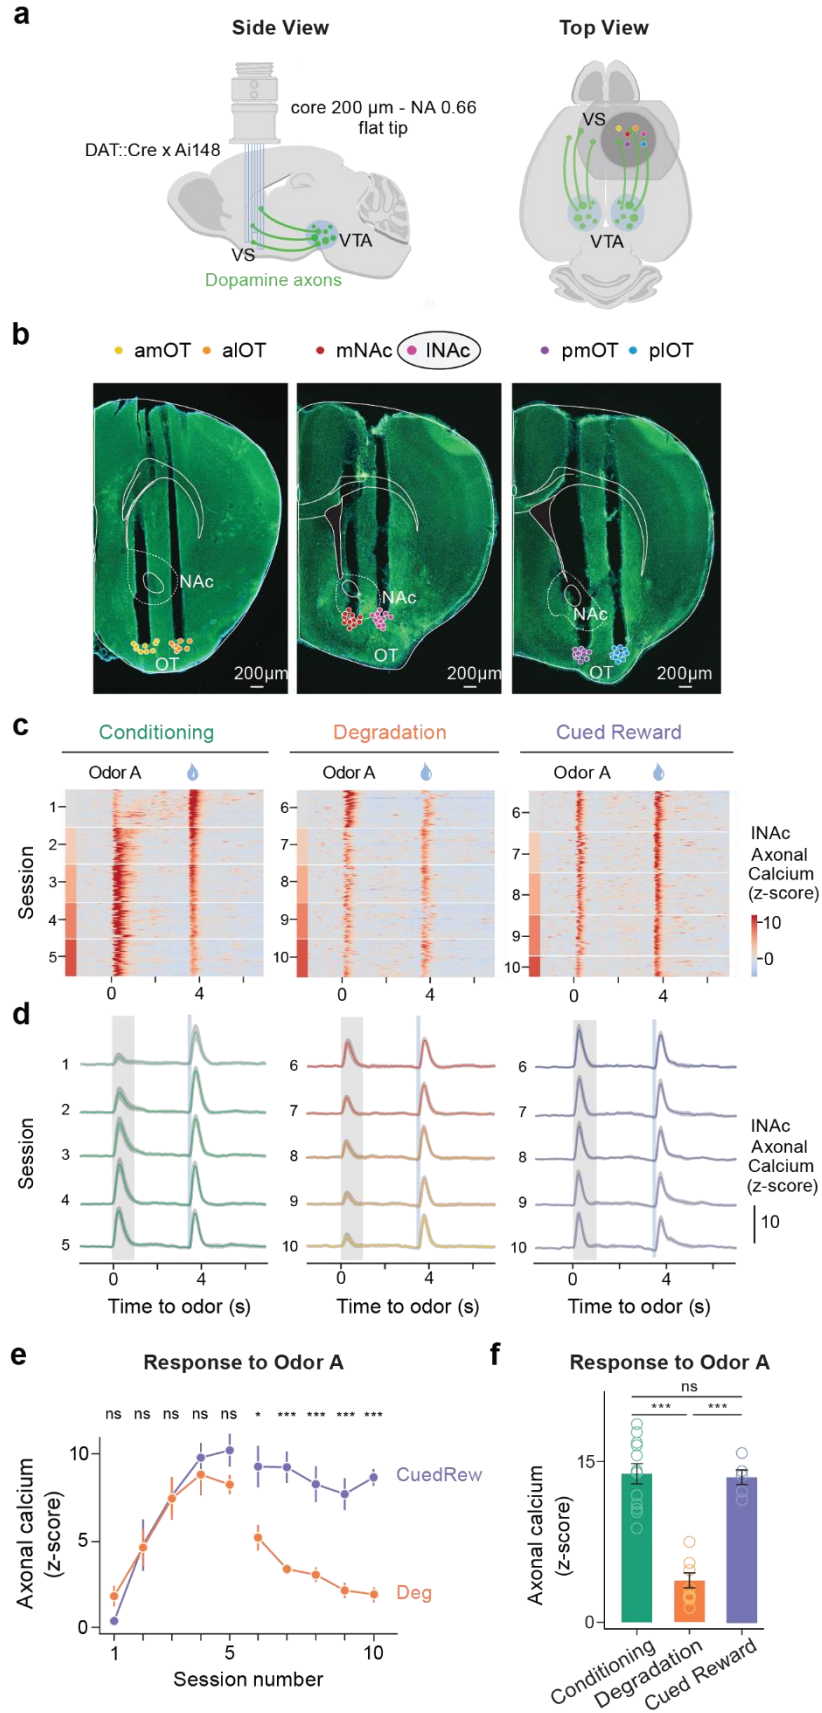 a
Side View
Top View
core 200 µm - NA 0.66
flat tip
DAT::Cre x Ai148
VS
VTA
Dopamine axons
VS
VTA
b
amOT alOT mNAc lNAc pmOT plOT
NAc
OT
200µm
NAc
OT
200µm
NAc
OT
200µm
c
Conditioning Degradation Cued Reward
Odor A Odor A Odor A
Session
1
2
3
4
5
0 4
6
7
8
9
10
0 4
6
7
8
9
10
0 4
lNAc
Axonal
Calcium
(z-score)
10
0
d
Session
1
2
3
4
5
0 4
Time to odor (s)
6
7
8
9
10
0 4
Time to odor (s)
6
7
8
9
10
0 4
Time to odor (s)
lNAc
Axonal
Calcium
(z-score)
10
e
Response to Odor A
ns ns ns ns ns * *** *** *** ***
Axonal calcium
(z-score)
10
5
0
CuedRew
Deg
1 5 10
Session number
f
Response to Odor A
ns
*** ***
Axonal calcium
(z-score)
15
0
Conditioning
Degradation
Cued Reward